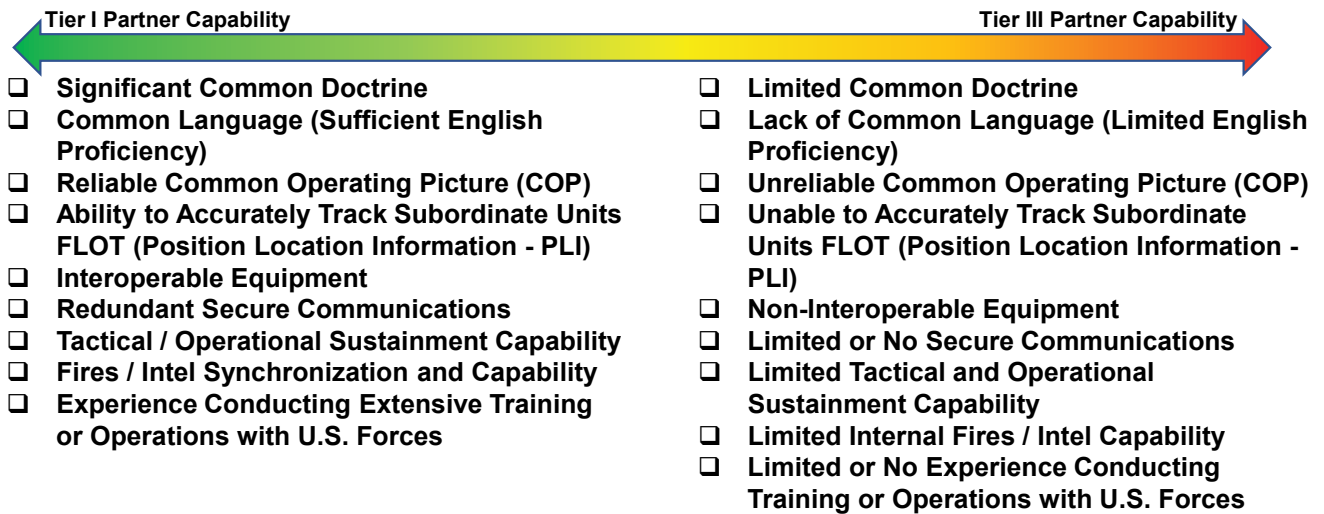 Tier I Partner Capability
Tier III Partner Capability
❑ Significant Common Doctrine
❑ Common Language (Sufficient English
Proficiency)
❑ Reliable Common Operating Picture (COP)
❑ Ability to Accurately Track Subordinate Units
FLOT (Position Location Information - PLI)
❑ Interoperable Equipment
❑ Redundant Secure Communications
❑ Tactical / Operational Sustainment Capability
❑ Fires / Intel Synchronization and Capability
❑ Experience Conducting Extensive Training
or Operations with U.S. Forces
❑ Limited Common Doctrine
❑ Lack of Common Language (Limited English
Proficiency)
❑ Unreliable Common Operating Picture (COP)
❑ Unable to Accurately Track Subordinate
Units FLOT (Position Location Information -
PLI)
❑ Non-Interoperable Equipment
❑ Limited or No Secure Communications
❑ Limited Tactical and Operational
Sustainment Capability
❑ Limited Internal Fires / Intel Capability
❑ Limited or No Experience Conducting
Training or Operations with U.S. Forces